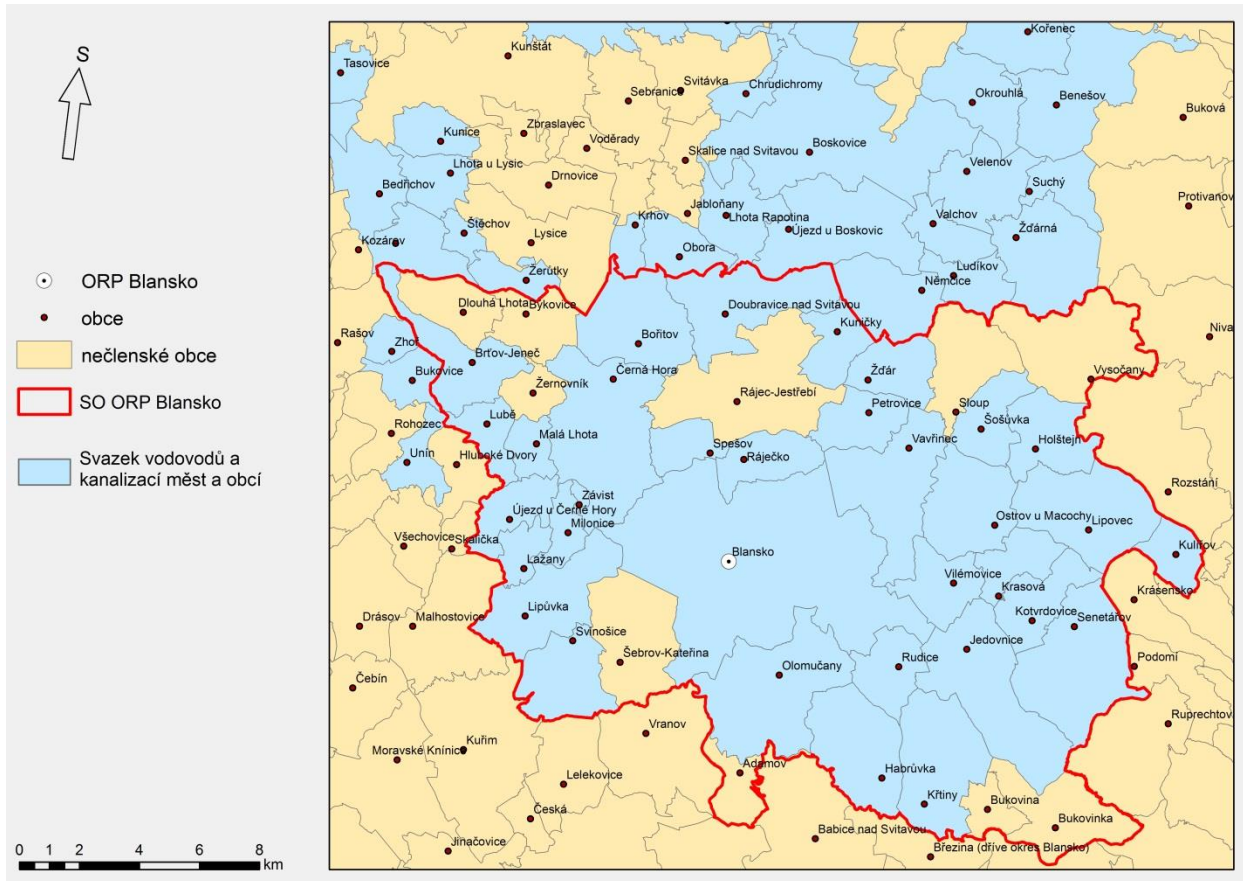 S
ORP Blansko
obce
nečlenské obce
SO ORP Blansko
Svazek vodovodů a
kanalizací měst a obcí
0 1 2 4 6 8
km
Kořenec
Kunštát
Tasovice
Svitávka
Chrudichromy
Sebranice
Okrouhlá
Benešov
Buková
Zbraslavec
Kunice
Voděrady
Boskovice
Skalice nad Svitavou
Lhota u Lysic
Velenov
Drnovice
Bedřichov
Suchý
Protivanov
Jabloňany
Lhota Rapotina
Krhov
Valchov
Štěchov
Újezd u Boskovic
Žďárná
Kozárov
Lysice
Obora
Žerůtky
Ludíkov
Němčice
Dlouhá Lhota
Býkovice
Doubravice nad Svitavou
Kuničky
Rašov
Zhoř
Bořitov
Niva
Brťov-Jeneč
Bukovice
Černá Hora
Žďár
Vysočany
Žernovník
Rájec-Jestřebí
Petrovice
Sloup
Lubě
Šošůvka
Rohozec
Malá Lhota
Vavřinec
Holštejn
Spešov
Ráječko
Unín
Hluboké Dvory
Rozstání
Závist
Újezd u Černé Hory
Milonice
Ostrov u Macochy
Lipovec
Všechovice
Skalička
Kulířov
Blansko
Lažany
Vilémovice
Krasová
Krásensko
Lipůvka
Kotvrdovice
Senetářov
Drásov
Malhostovice
Svinošice
Jedovnice
Šebrov-Kateřina
Olomučany
Rudice
Podomí
Čebín
Vranov
Ruprechtov
Kuřim
Moravské Knínice
Adamov
Habrůvka
Lelekovice
Křtiny
Bukovina
Česká
Bukovinka
Babice nad Svitavou
Jinačovice
Březina (dříve okres Blansko)